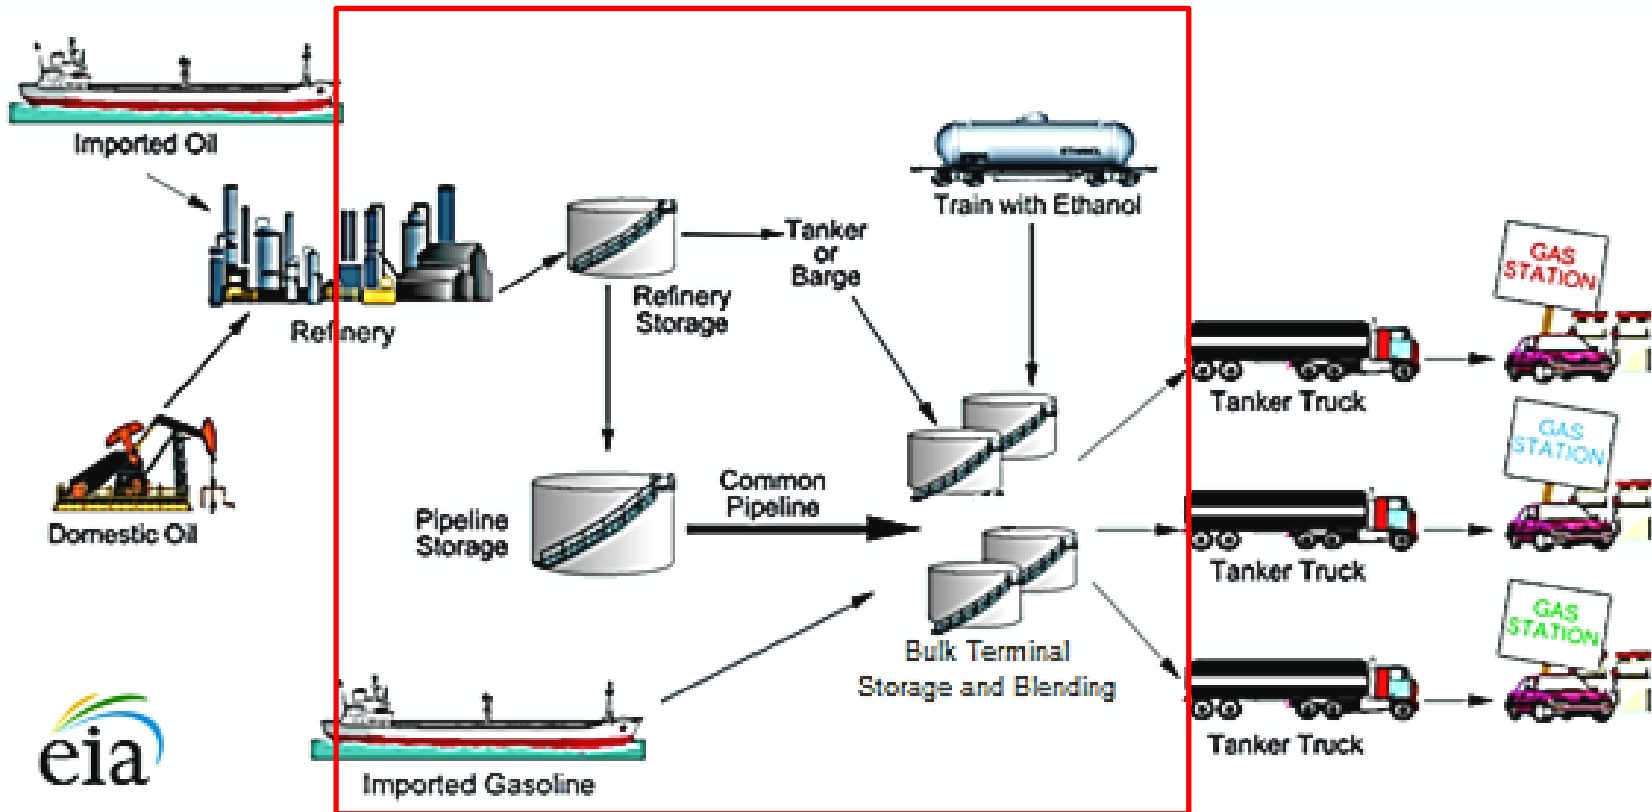 Imported Oil
ETHANOL
Train with Ethanol
Tanker
or
Barge
GAS
STATION
Refinery
Storage
Refinery
Tanker Truck
GAS
STATION
Domestic Oil
Pipeline
Storage
Common
Pipeline
Tanker Truck
GAS
STATION
Bulk Terminal
Storage and Blending
Tanker Truck
eia
Imported Gasoline